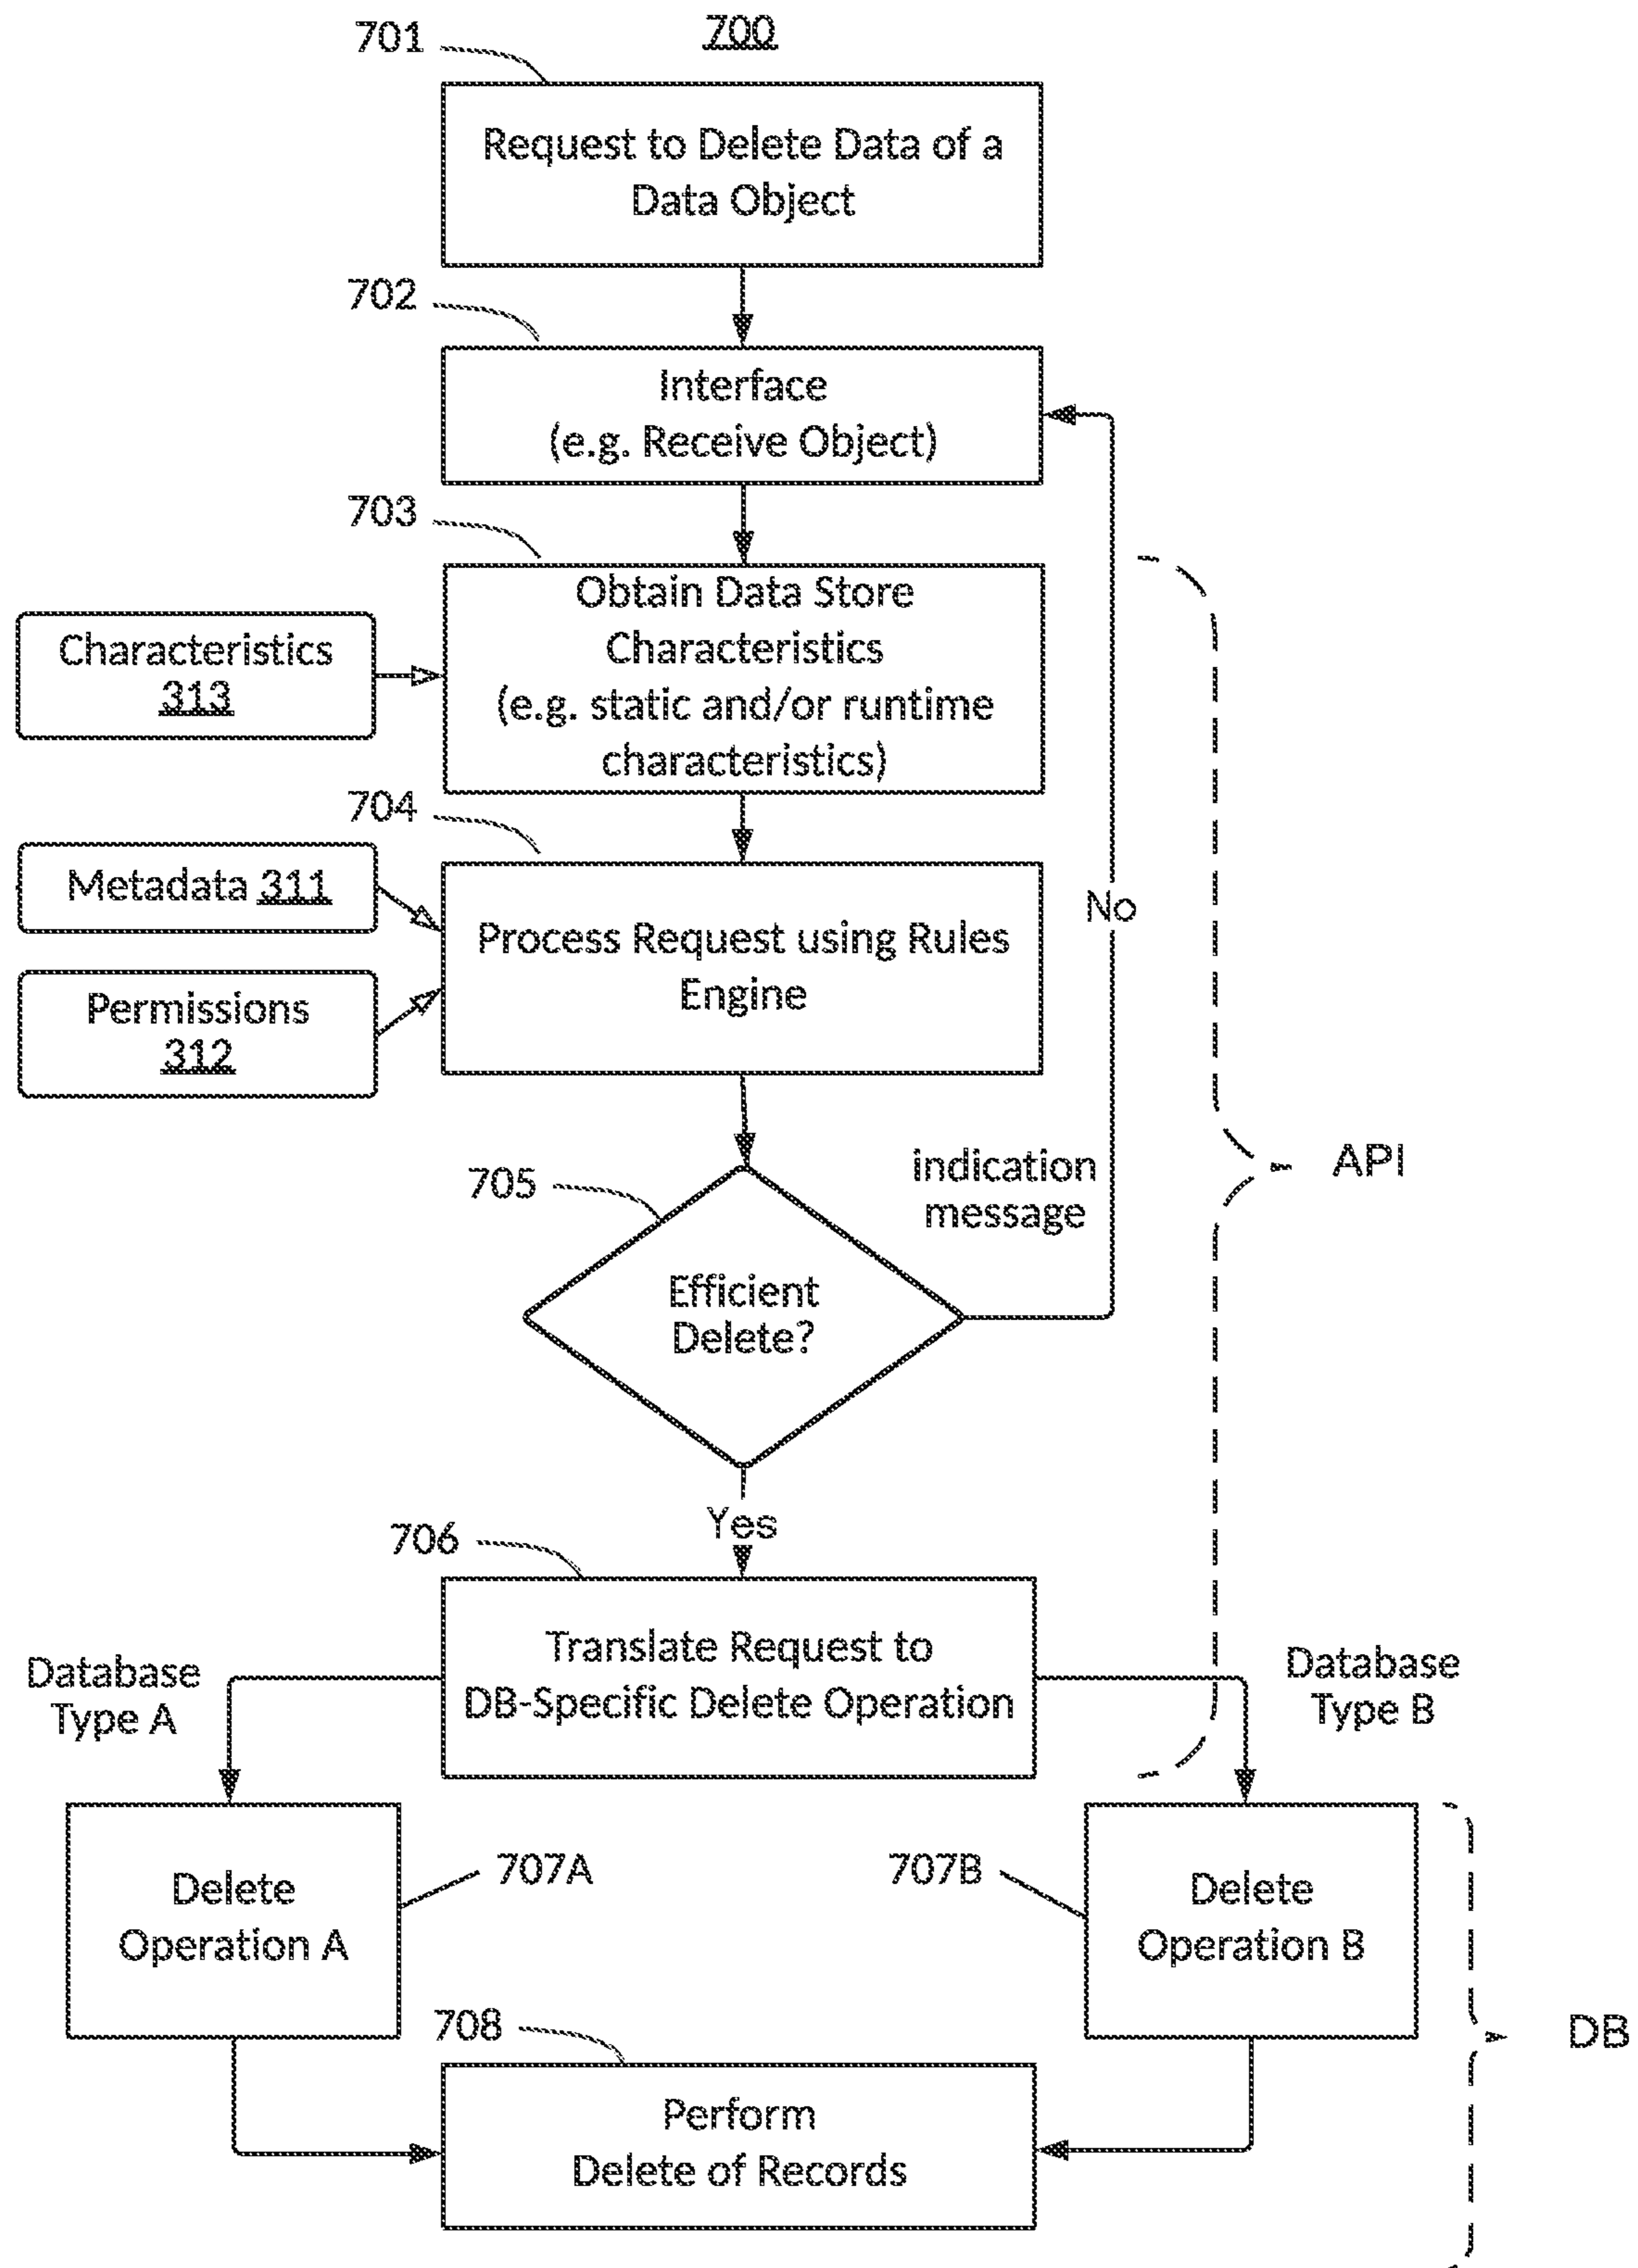 700
701
Request to Delete Data of a
Data Object
702
Interface
(e.g. Receive Object)
703
Obtain Data Store
Characteristics
(e.g. static and/or runtime
characteristics)
Characteristics
313
704
Metadata 311
Process Request using Rules
Engine
Permissions
312
No
API
705
indication
message
Efficient
Delete?
Yes
706
Translate Request to
DB-Specific Delete Operation
Database
Type A
Database
Type B
Delete
Operation A
707A
707B
Delete
Operation B
708
Perform
Delete of Records
DB